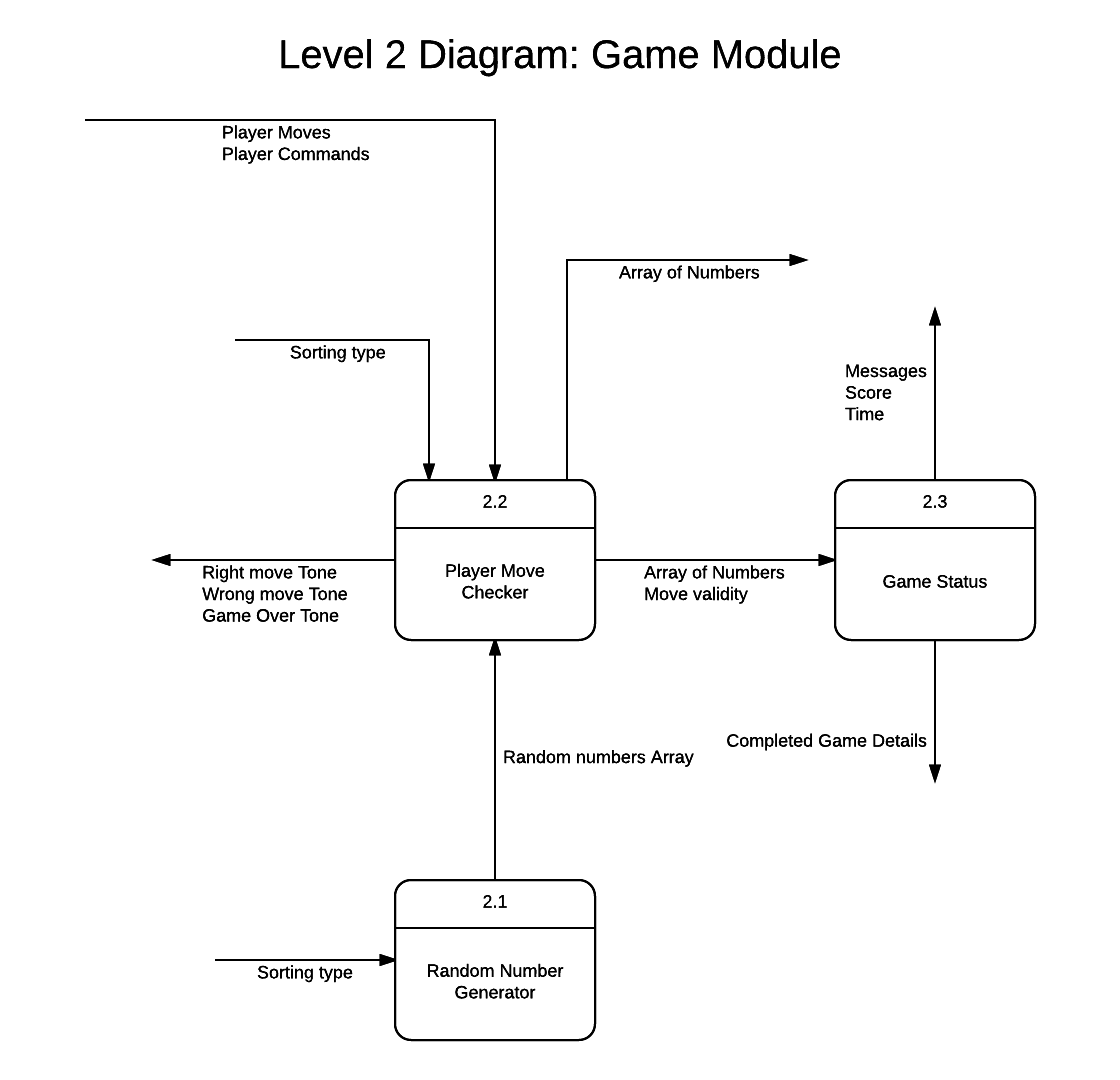 Level 2 Diagram: Game Module
Player Moves
Player Commands
Array of Numbers
Sorting type
Messages
Score
Time
2.2
Player Move
Checker
2.3
Game Status
Right move Tone
Wrong move Tone
Game Over Tone
Array of Numbers
Move validity
Random numbers Array
Completed Game Details
2.1
Random Number
Generator
Sorting type